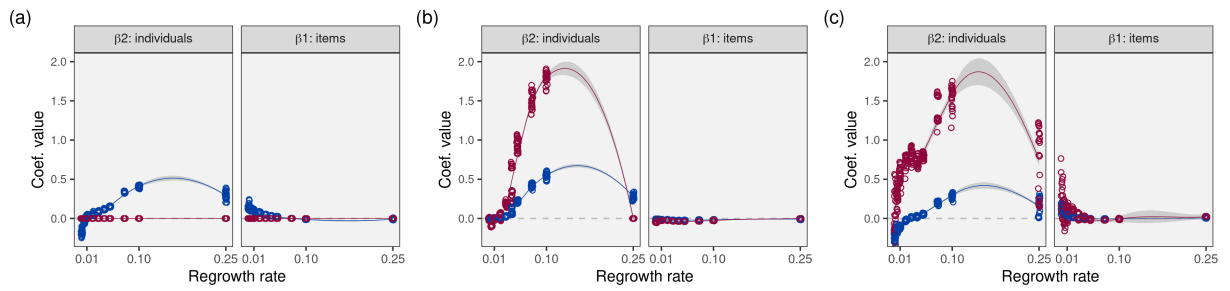 (a)
β2: individuals
β1: items
Coef. value
2.0
1.5
1.0
0.5
0.0
0.01
0.10
0.25
0.01
0.10
0.25
Regrowth rate
(b)
β2: individuals
β1: items
Coef. value
2.0
1.5
1.0
0.5
0.0
0.01
0.10
0.25
0.01
0.10
0.25
Regrowth rate
(c)
β2: individuals
β1: items
Coef. value
2.0
1.5
1.0
0.5
0.0
0.01
0.10
0.25
0.01
0.10
0.25
Regrowth rate